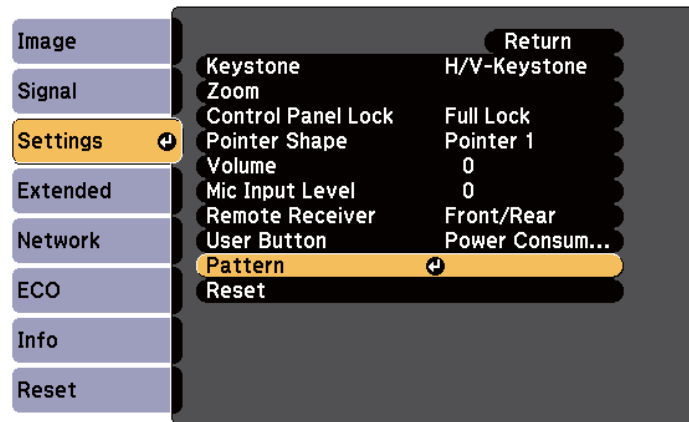 Image
Signal
Settings
Extended
Network
ECO
Info
Reset
Return
Keystone H/V-Keystone
Zoom
Control Panel Lock Full Lock
Pointer Shape Pointer 1
Volume 0
Mic Input Level 0
Remote Receiver Front/Rear
User Button Power Consum...
Pattern
Reset